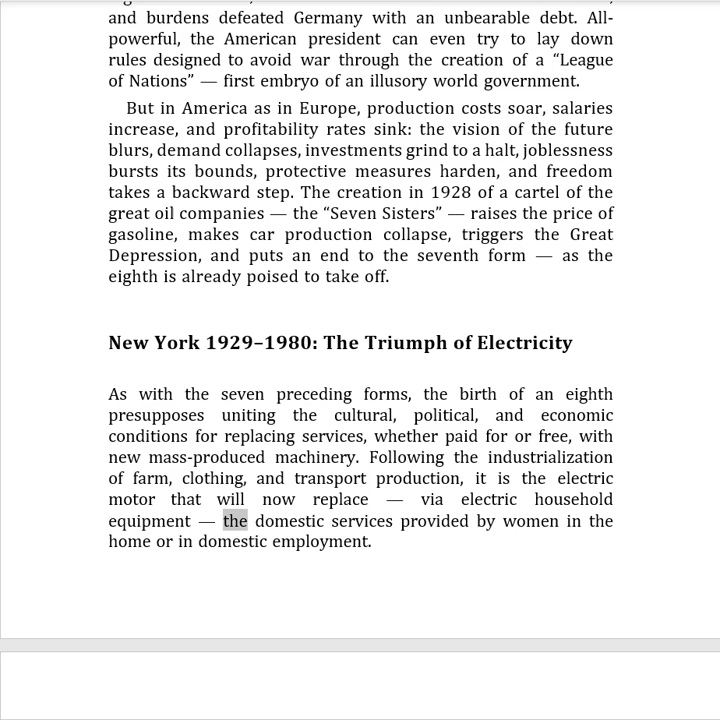 and burdens defeated Germany with an unbearable debt. All-
powerful, the American president can even try to lay down
rules designed to avoid war through the creation of a “League
of Nations” — first embryo of an illusory world government.
But in America as in Europe, production costs soar, salaries
increase, and profitability rates sink: the vision of the future
blurs, demand collapses, investments grind to a halt, joblessness
bursts its bounds, protective measures harden, and freedom
takes a backward step. The creation in 1928 of a cartel of the
great oil companies — the “Seven Sisters” — raises the price of
gasoline, makes car production collapse, triggers the Great
Depression, and puts an end to the seventh form — as the
eighth is already poised to take off.
New York 1929–1980: The Triumph of Electricity
As with the seven preceding forms, the birth of an eighth
presupposes uniting the cultural, political, and economic
conditions for replacing services, whether paid for or free, with
new mass-produced machinery. Following the industrialization
of farm, clothing, and transport production, it is the electric
motor that will now replace — via electric household
equipment — the domestic services provided by women in the
home or in domestic employment.